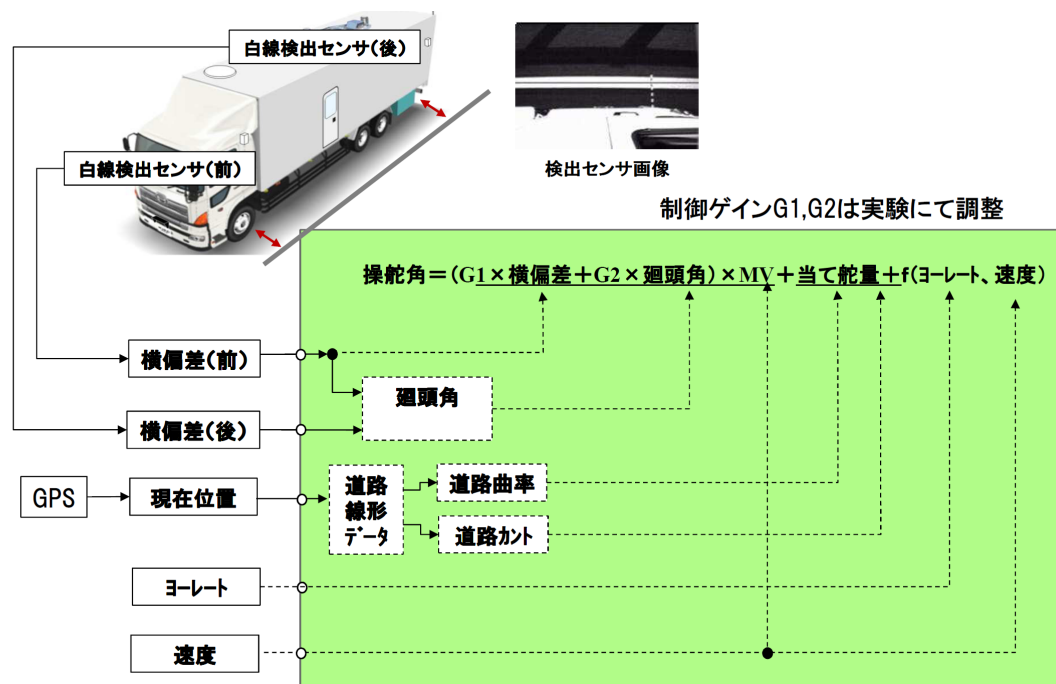 白線検出センサ(後)
白線検出センサ(前)
検出センサ画像
制御ゲインG1,G2は実験にて調整
操舵角＝(G1×横偏差＋G2×廻頭角)×MV＋当て舵量＋f(ヨーレート、速度)
横偏差(前)
廻頭角
横偏差(後)
GPS
現在位置
道路
線形
データ
道路曲率
道路カント
ヨーレート
速度